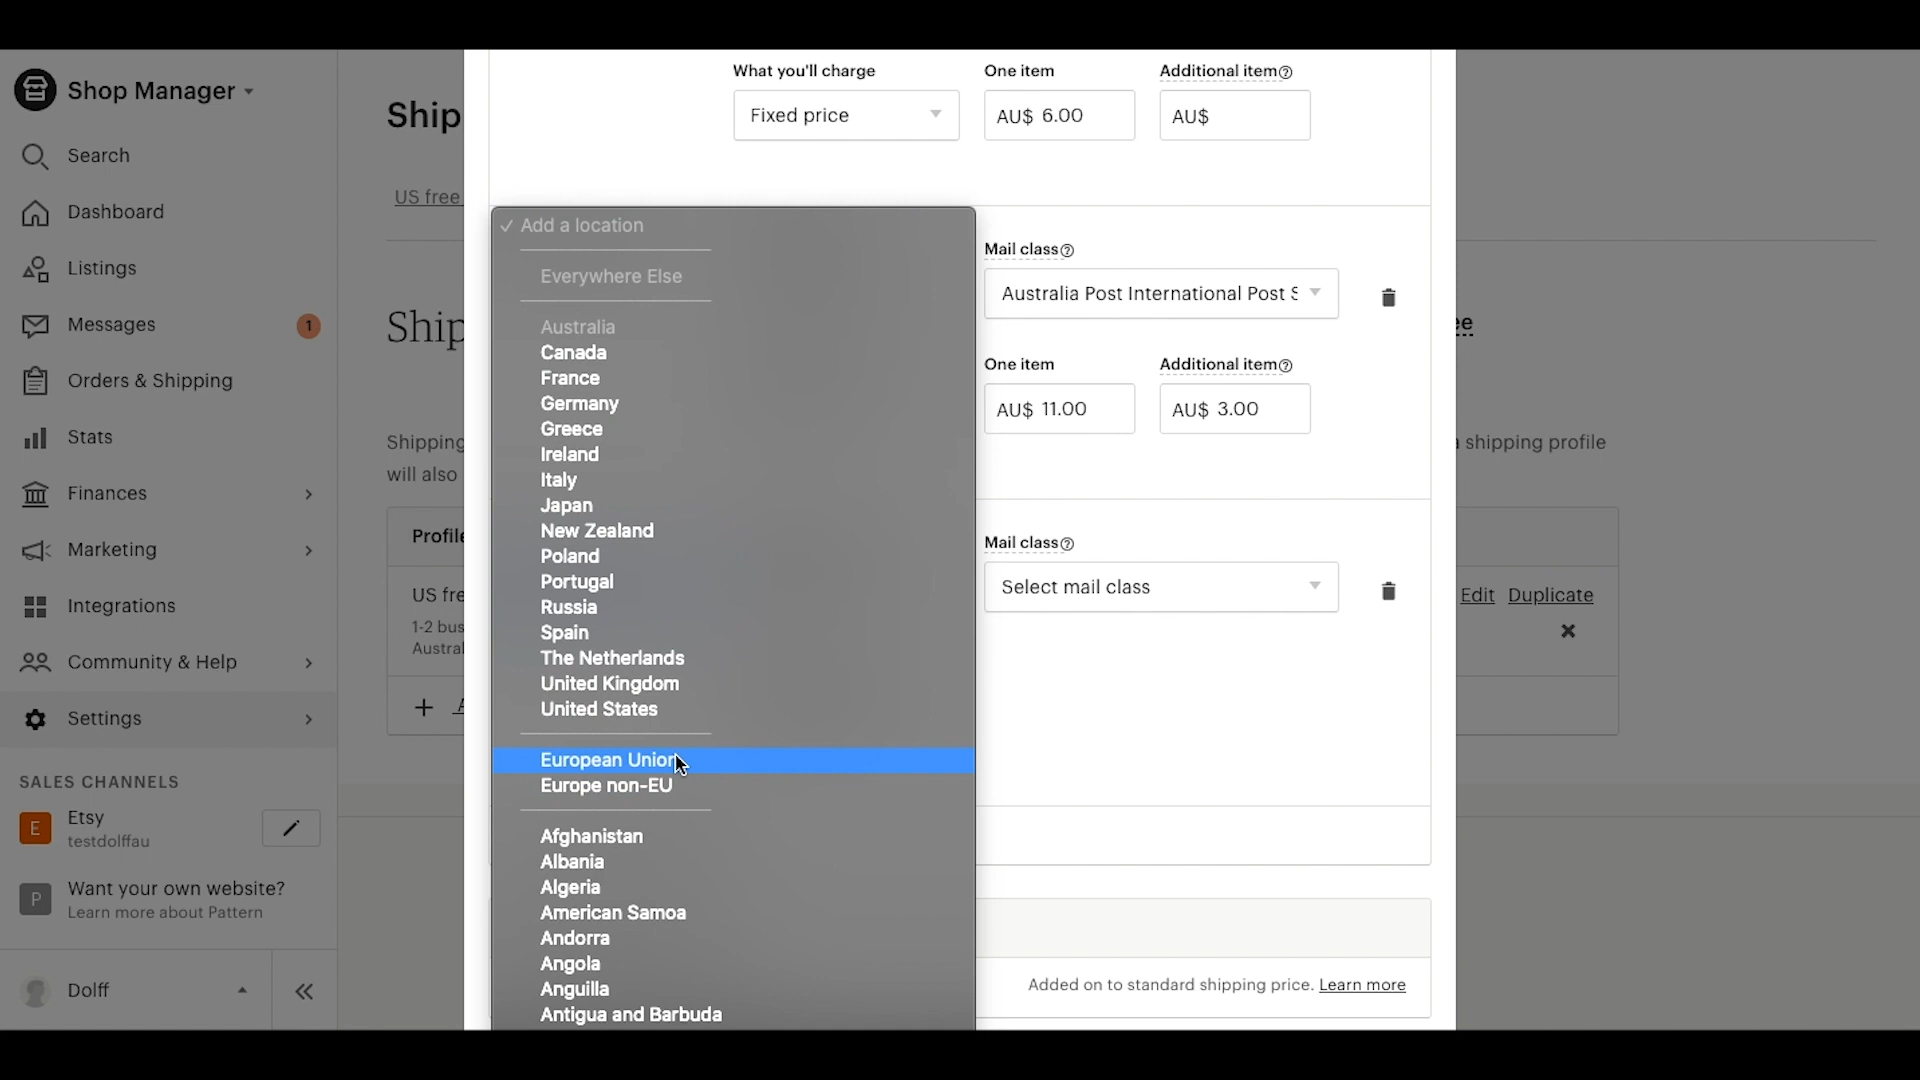 Shop Manager
Search
Dashboard
Listings
Messages
1
Orders & Shipping
Stats
Finances
Marketing
Integrations
Community & Help
Settings
SALES CHANNELS
E
Etsy
testdolffau
P
Want your own website?
Learn more about Pattern
Dolff
Ship
US free
Ship
Shipping
will also
Profile
US fre
1-2 bus
Austral
What you'll charge
One item
Additional item
Fixed price
AU$ 6.00
AU$
✓ Add a location
Everywhere Else
Australia
Canada
France
Germany
Greece
Ireland
Italy
Japan
New Zealand
Poland
Portugal
Russia
Spain
The Netherlands
United Kingdom
United States
European Union
Europe non-EU
Afghanistan
Albania
Algeria
American Samoa
Andorra
Angola
Anguilla
Antigua and Barbuda
Mail class
Australia Post International Post S
One item
Additional item
AU$ 11.00
AU$ 3.00
Mail class
Select mail class
Added on to standard shipping price. Learn more
ee
shipping profile
Edit Duplicate